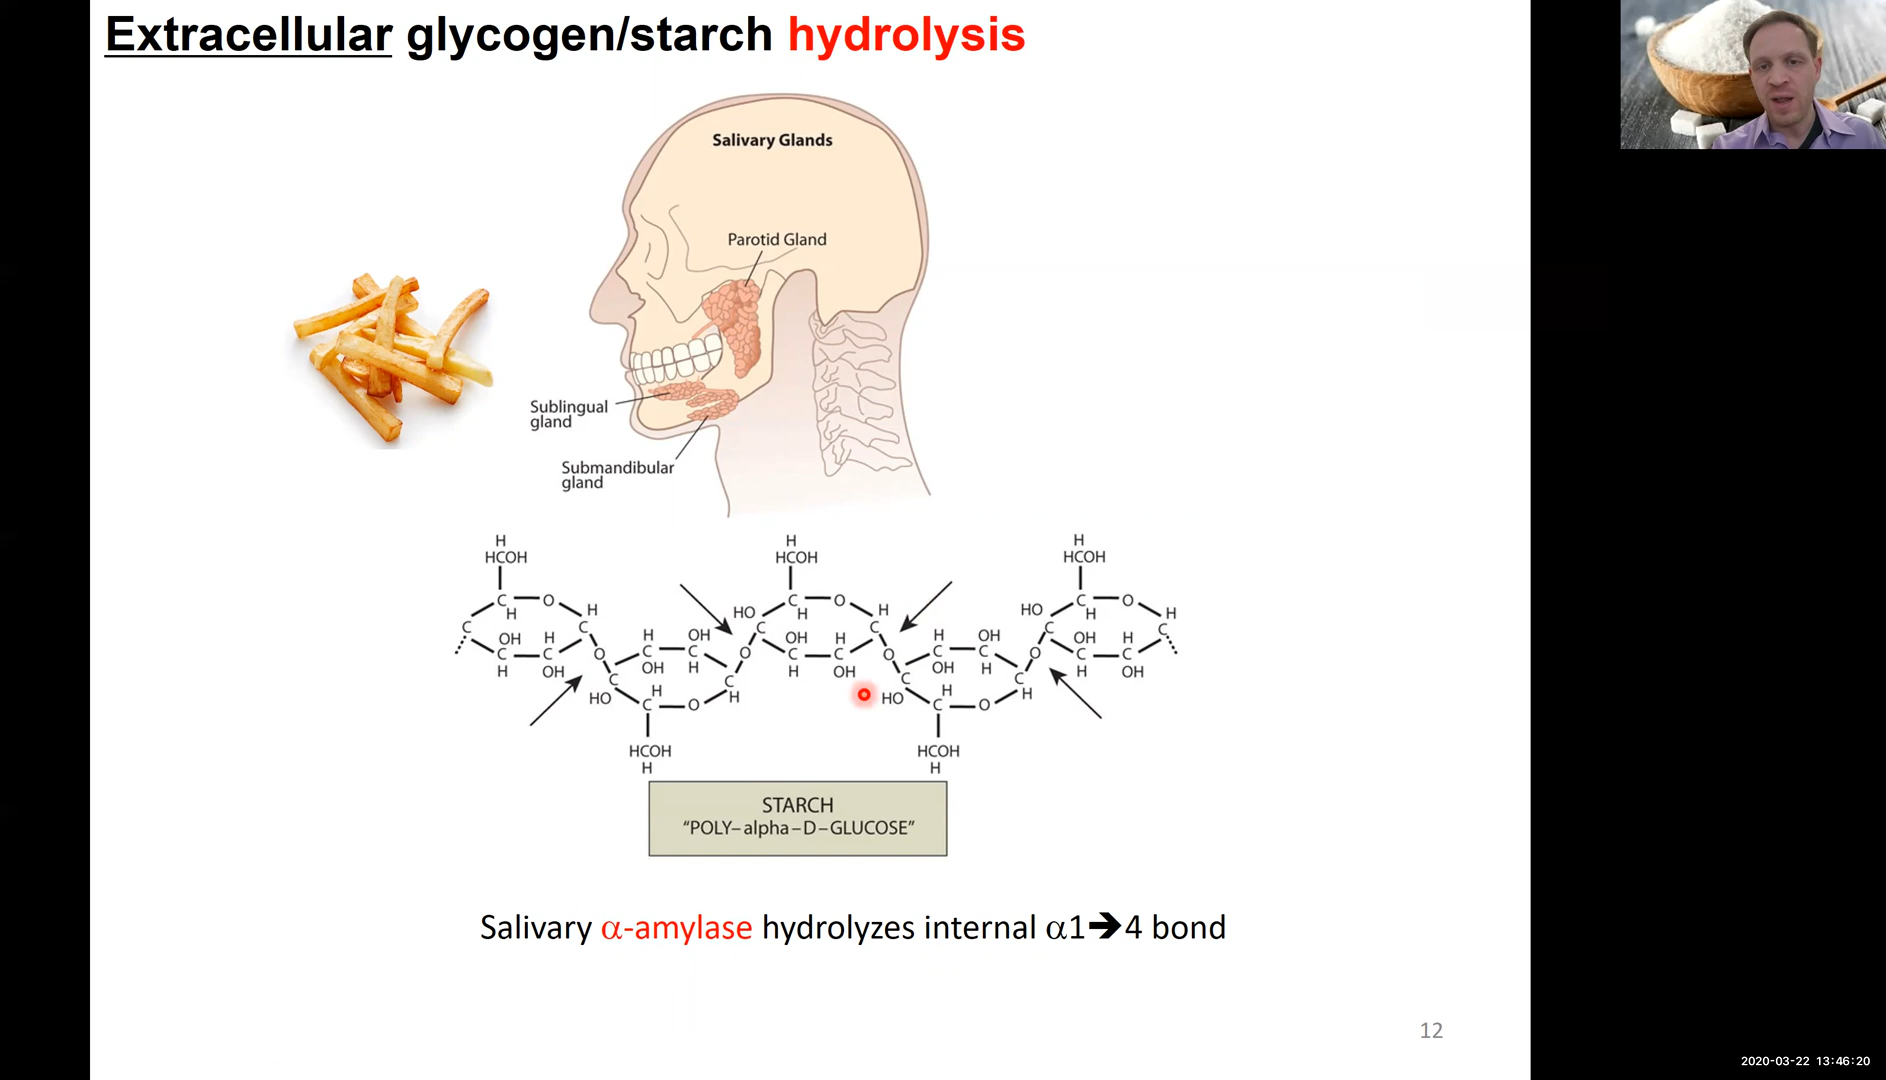 Extracellular glycogen/starch hydrolysis
Salivary Glands
Parotid Gland
Sublingual
gland
Submandibular
gland
H H H
HCOH HCOH HCOH
C O H HO C O H HO C O H
H H H
C OH H C H OH C OH H C H OH C OH H C
C C O C C O C C O C C O C C
H OH OH H H OH OH H H OH
C C C C
HO H H HO H H
C O C O
HCOH HCOH
H H
STARCH
“POLY–alpha–D–GLUCOSE”
Salivary α-amylase hydrolyzes internal α1➔4 bond
12
2020-03-22 13:46:20